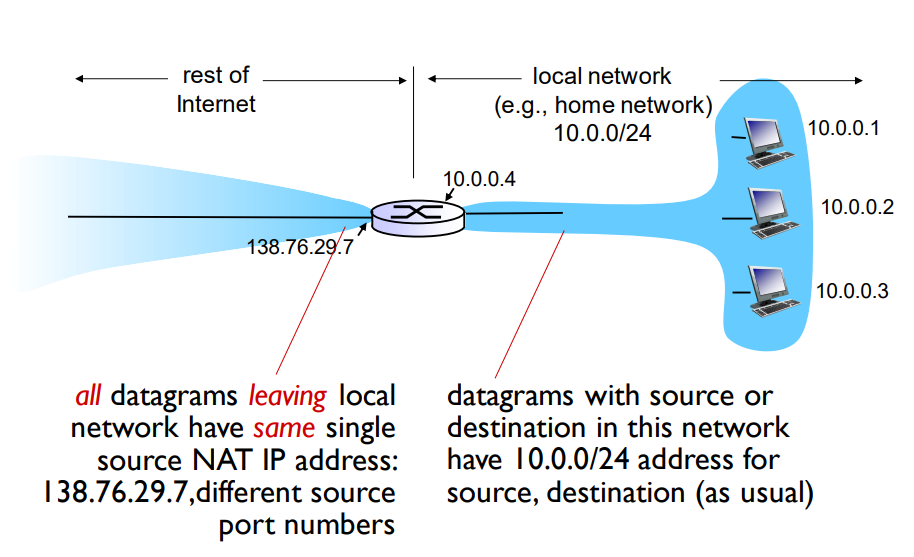 rest of
Internet
local network
(e.g., home network)
10.0.0/24
10.0.0.1
10.0.0.4
10.0.0.2
138.76.29.7
10.0.0.3
all datagrams leaving local
network have same single
source NAT IP address:
138.76.29.7,different source
port numbers
datagrams with source or
destination in this network
have 10.0.0/24 address for
source, destination (as usual)